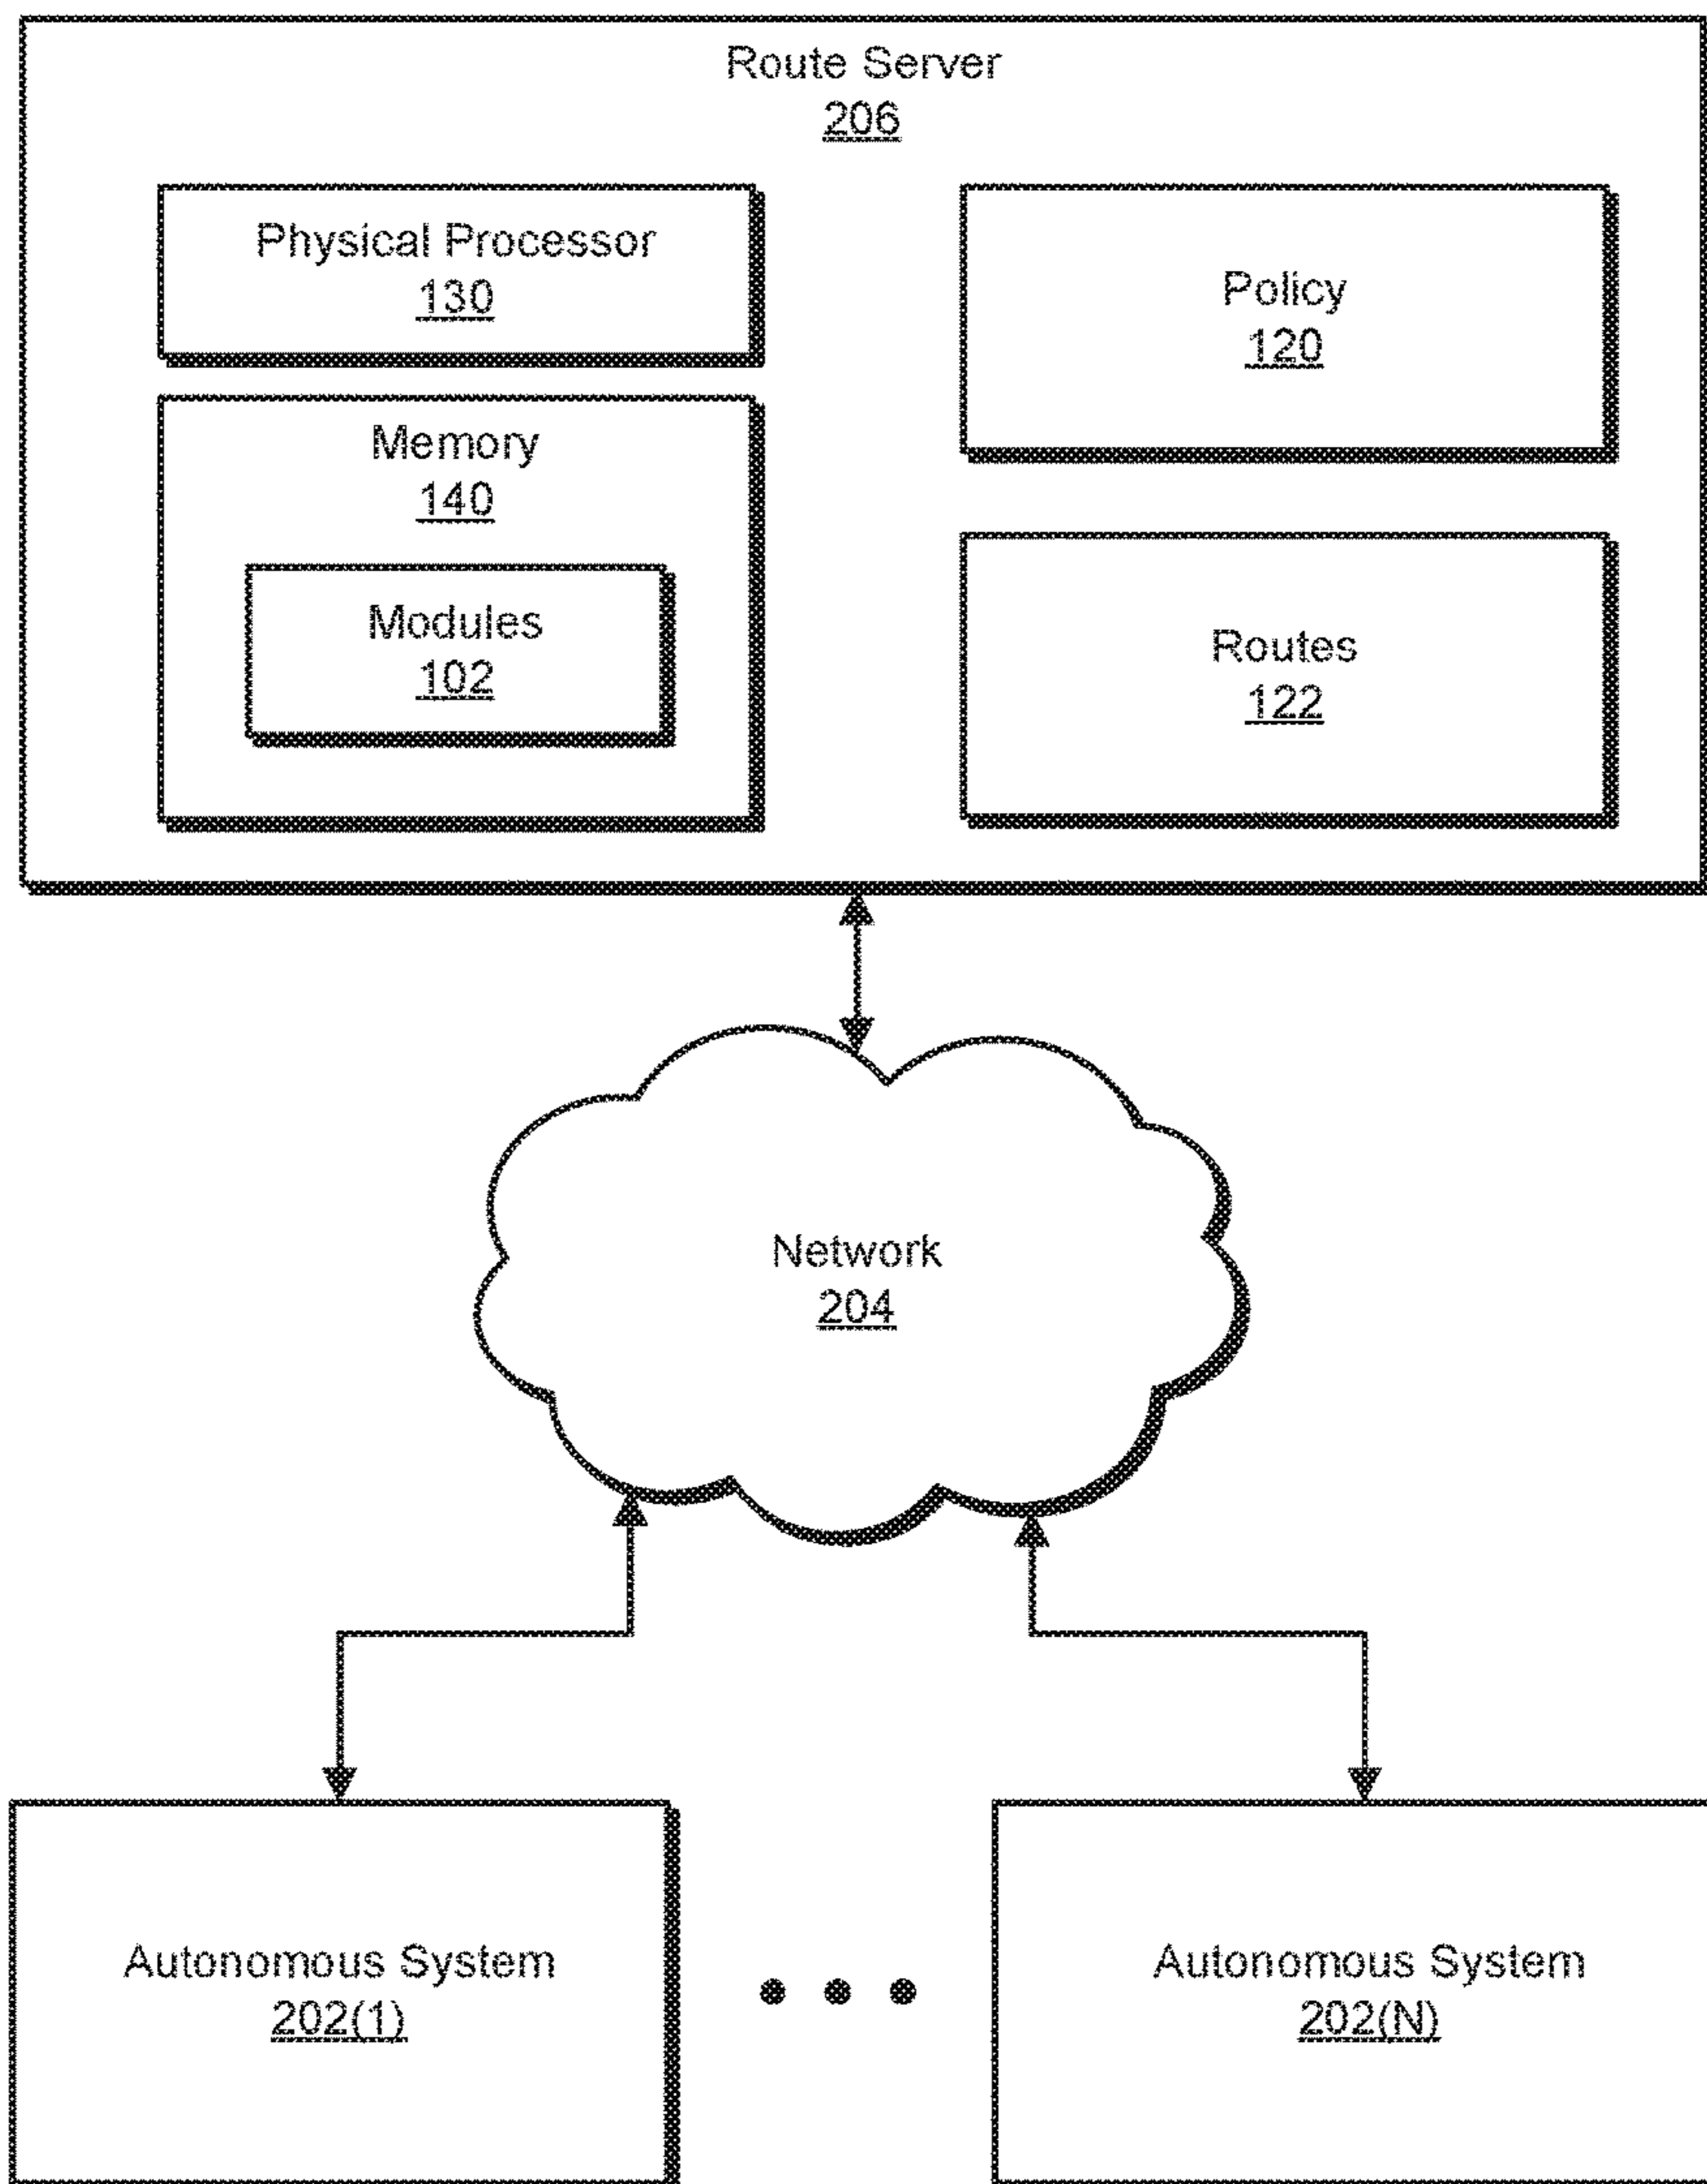 Route Server
206
Physical Processor
130
Memory
140
Modules
102
Policy
120
Routes
122
Network
204
Autonomous System
202(1)
Autonomous System
202(N)